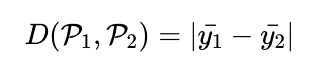 D(𝒫₁, 𝒫₂) = |ȳ₁ − ȳ₂|